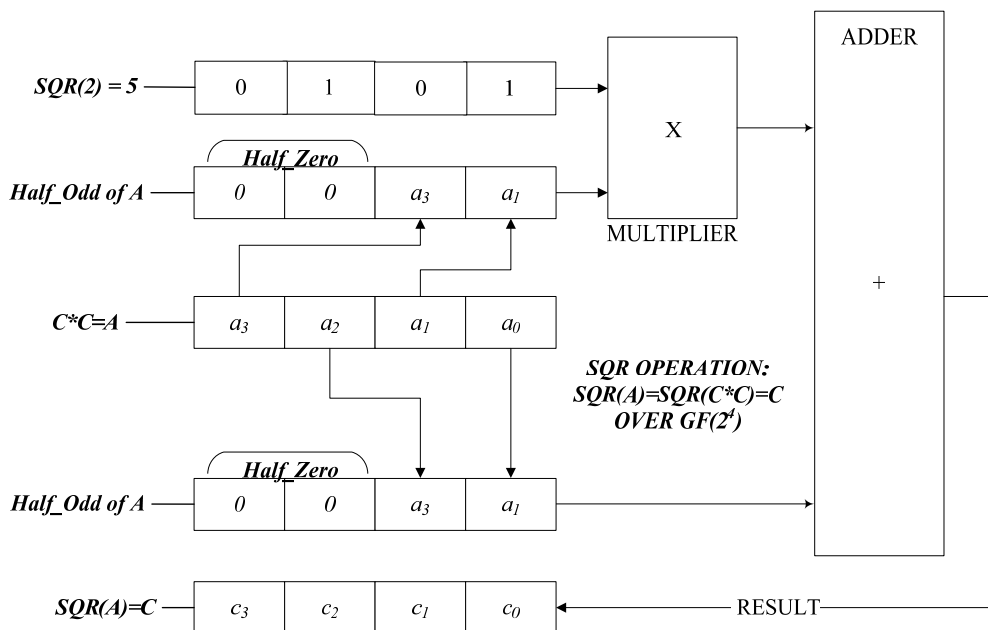 ADDER
SQR(2) = 5
0 1 0 1
X
Half_Zero
Half_Odd of A
0 0 a3 a1
MULTIPLIER
+
C*C=A
a3 a2 a1 a0
SQR OPERATION:
SQR(A)=SQR(C*C)=C
OVER GF(2⁴)
Half_Zero
Half_Odd of A
0 0 a3 a1
SQR(A)=C
c3 c2 c1 c0
RESULT